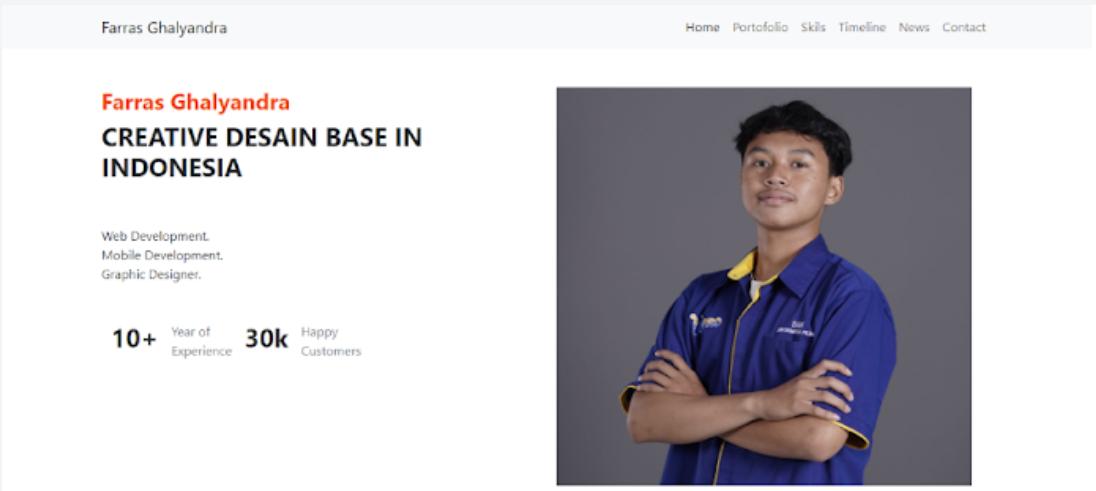 Farras Ghalyandra
Home Portofolio Skils Timeline News Contact
Farras Ghalyandra
CREATIVE DESAIN BASE IN
INDONESIA
Web Development.
Mobile Development.
Graphic Designer.
10+ Year of
Experience
30k Happy
Customers